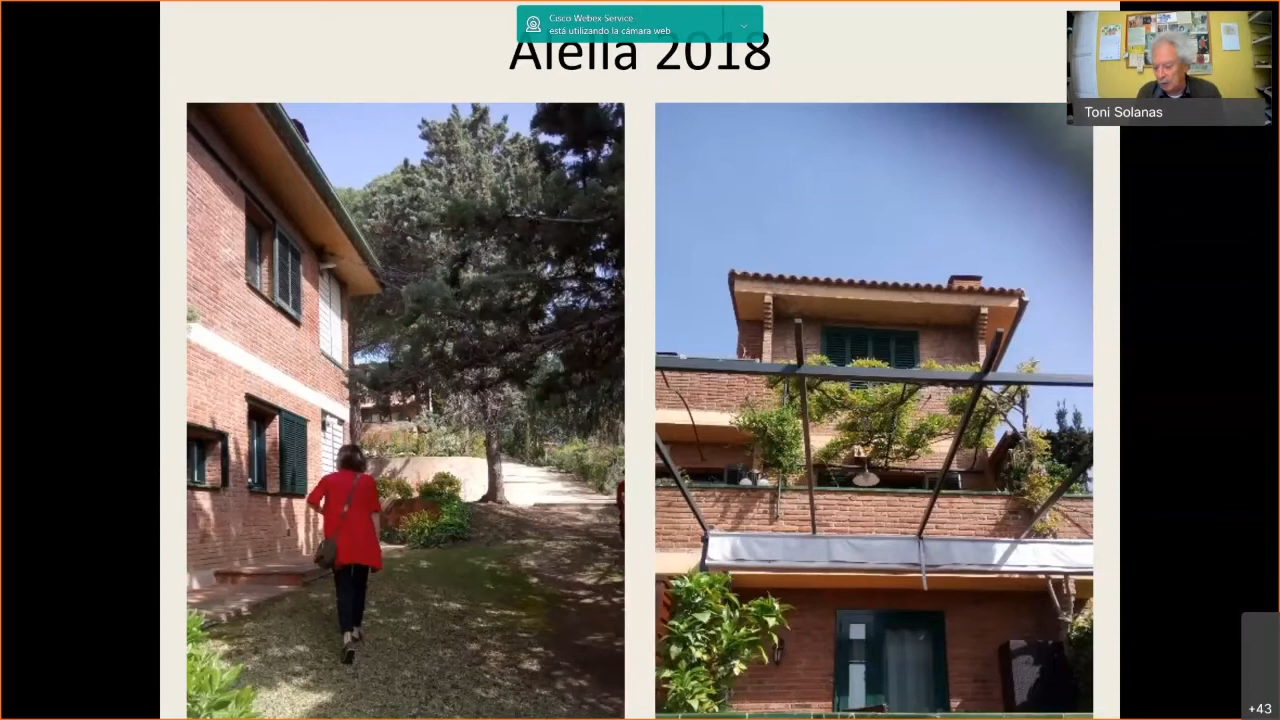 Cisco Webex Service
está utilizando la cámara web
Alella 2018
Toni Solanas
+43